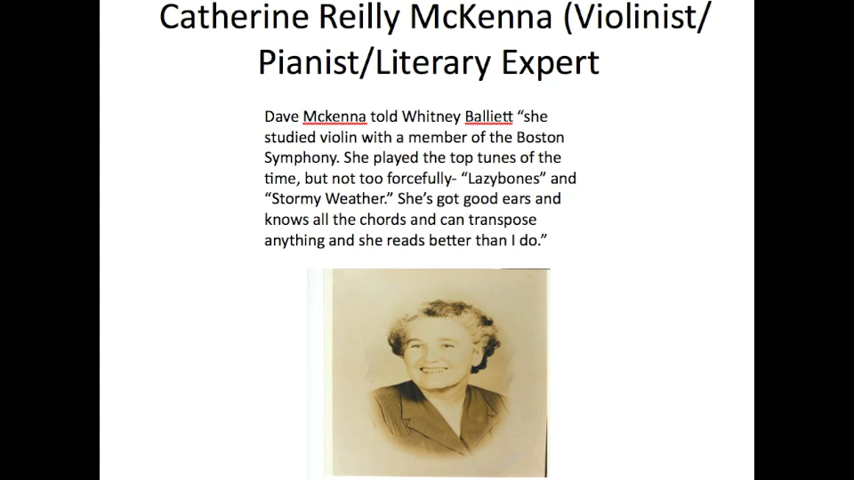 Catherine Reilly McKenna (Violinist/
Pianist/Literary Expert
Dave Mckenna told Whitney Balliett “she
studied violin with a member of the Boston
Symphony. She played the top tunes of the
time, but not too forcefully- “Lazybones” and
“Stormy Weather.” She’s got good ears and
knows all the chords and can transpose
anything and she reads better than I do.”